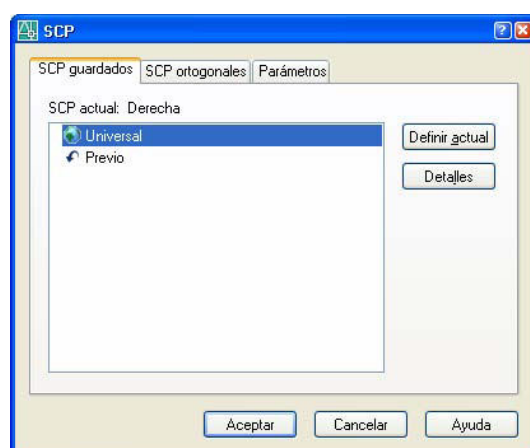 SCP
SCP guardados SCP ortogonales Parámetros
SCP actual: Derecha
Universal
Definir actual
Previo
Detalles
Aceptar Cancelar Ayuda